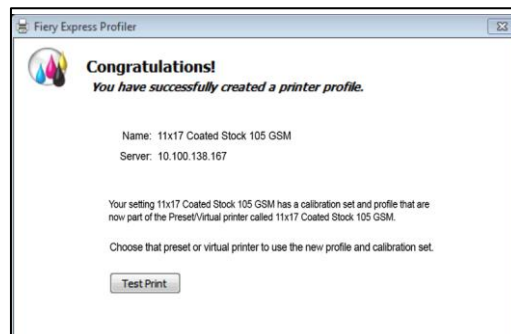 Fiery Express Profiler
Congratulations!
You have successfully created a printer profile.
Name: 11x17 Coated Stock 105 GSM
Server: 10.100.138.167
Your setting 11x17 Coated Stock 105 GSM has a calibration set and profile that are
now part of the Preset/Virtual printer called 11x17 Coated Stock 105 GSM.
Choose that preset or virtual printer to use the new profile and calibration set.
Test Print